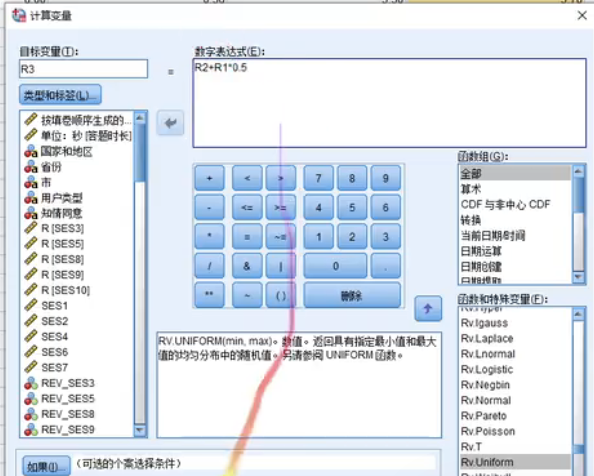 计算变量
目标变量(T):
R3
=
数字表达式(E):
R2+R1*0.5
类型和标签(L)...
按填卷顺序生成的...
单位：秒 [答题时长]
国家和地区
省份
市
用户类型
知情同意
R [SES3]
R [SES5]
R [SES8]
R [SES9]
R [SES10]
SES1
SES2
SES4
SES6
SES7
REV_SES3
REV_SES5
REV_SES8
REV_SES9
+ < > 7 8 9
- <= >= 4 5 6
* = ~= 1 2 3
/ & | 0 .
** ~ ( ) 删除
函数组(G):
全部
算术
CDF 与非中心 CDF
转换
当前日期/时间
日期运算
日期创建
日期提取
函数和特殊变量(F):
Rv.Hyper
Rv.Igauss
Rv.Laplace
Rv.Lnormal
Rv.Logistic
Rv.Negbin
Rv.Normal
Rv.Pareto
Rv.Poisson
Rv.T
Rv.Uniform
Rv.Weibull
RV.UNIFORM(min, max)。数值。返回具有指定最小值和最大
值的均匀分布中的随机值。另请参阅 UNIFORM 函数。
如果(I)...
(可选的个案选择条件)